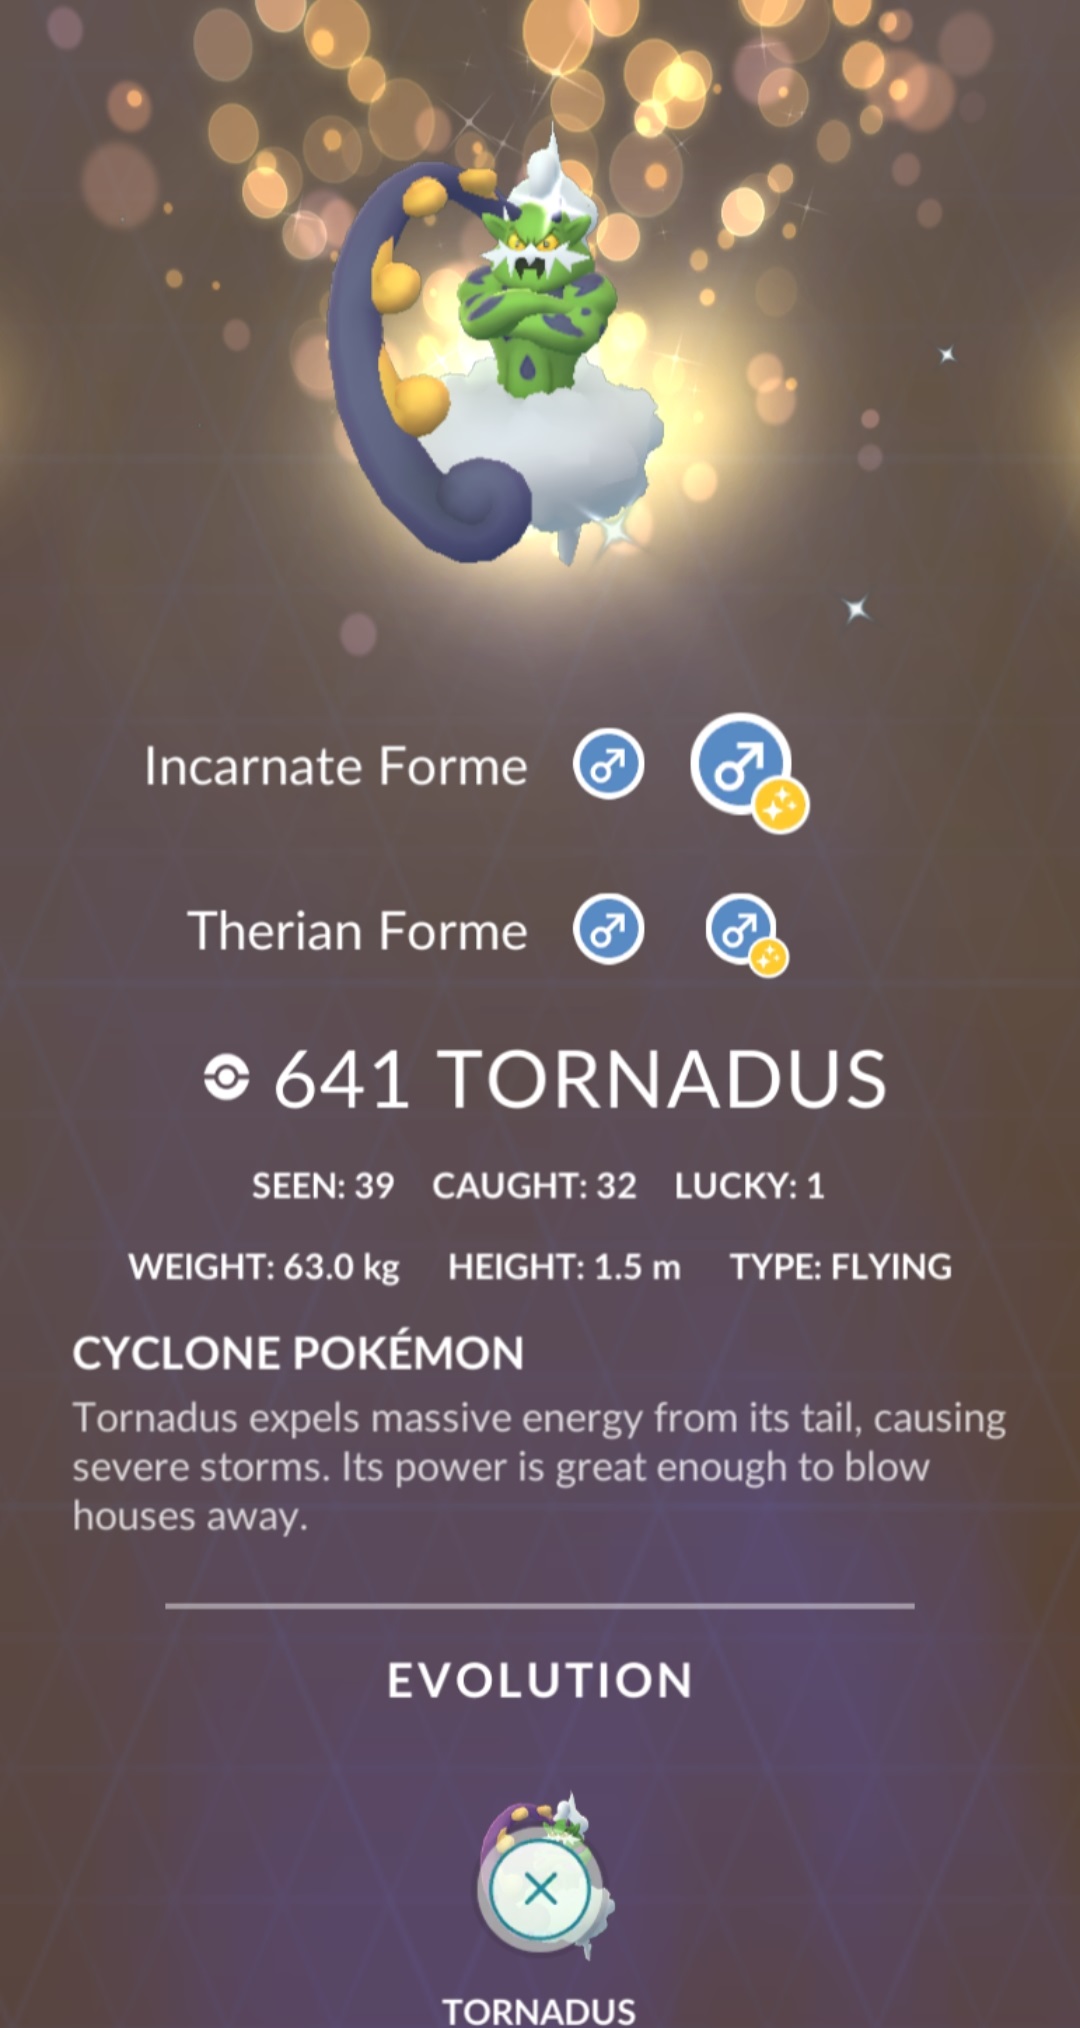 Incarnate Forme
Therian Forme
641 TORNADUS
SEEN: 39 CAUGHT: 32 LUCKY: 1
WEIGHT: 63.0 kg HEIGHT: 1.5 m TYPE: FLYING
CYCLONE POKÉMON
Tornadus expels massive energy from its tail, causing
severe storms. Its power is great enough to blow
houses away.
EVOLUTION
TORNADUS